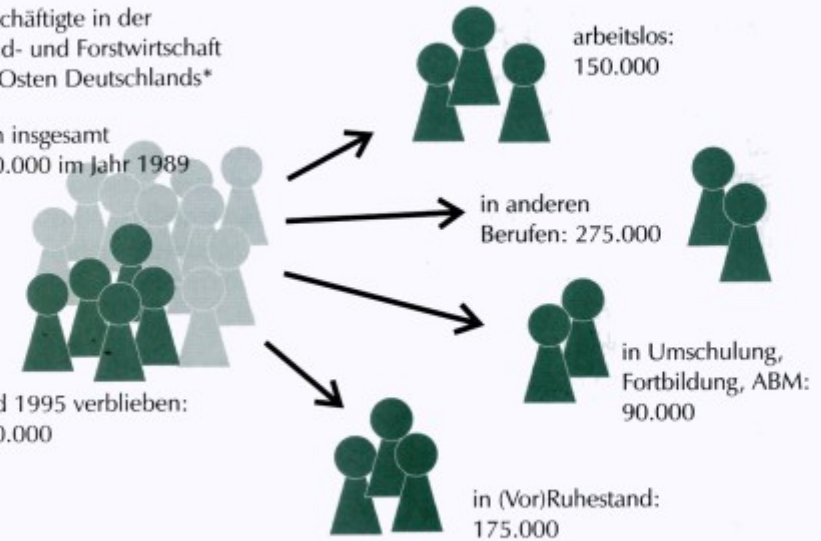 chäftigte in der
d- und Forstwirtschaft
Osten Deutschlands*
n insgesamt
0.000 im Jahr 1989
d 1995 verblieben:
0.000
arbeitslos:
150.000
in anderen
Berufen: 275.000
in Umschulung,
Fortbildung, ABM:
90.000
in (Vor)Ruhestand:
175.000